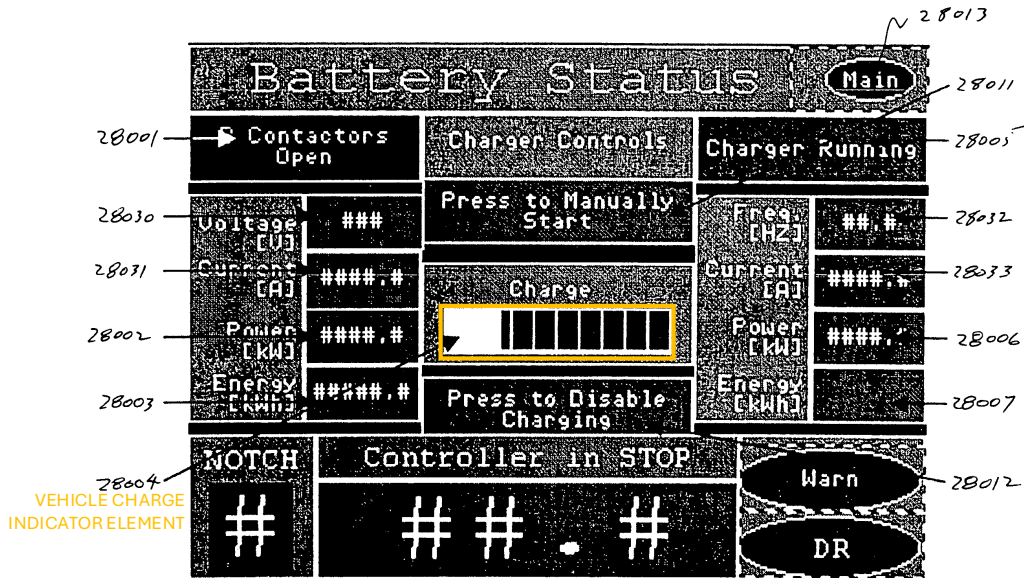 28013
Battery Status
Main
28011
28001
Contactors
Open
Charger Controls
Charger Running
28005
Press to Manually
Start
28030
Voltage
[V]
###
Freq.
[HZ]
##.#
28032
28031
Current
[A]
####.#
Charge
Current
[A]
####.#
28033
28002
Power
[kW]
####.#
Power
[kW]
####.
28006
28003
Energy
[kWh]
#####.#
Press to Disable
Charging
Energy
[kWh]
28007
28004
NOTCH
Controller in STOP
Warn
28012
VEHICLE CHARGE
INDICATOR ELEMENT
#
# # . #
DR